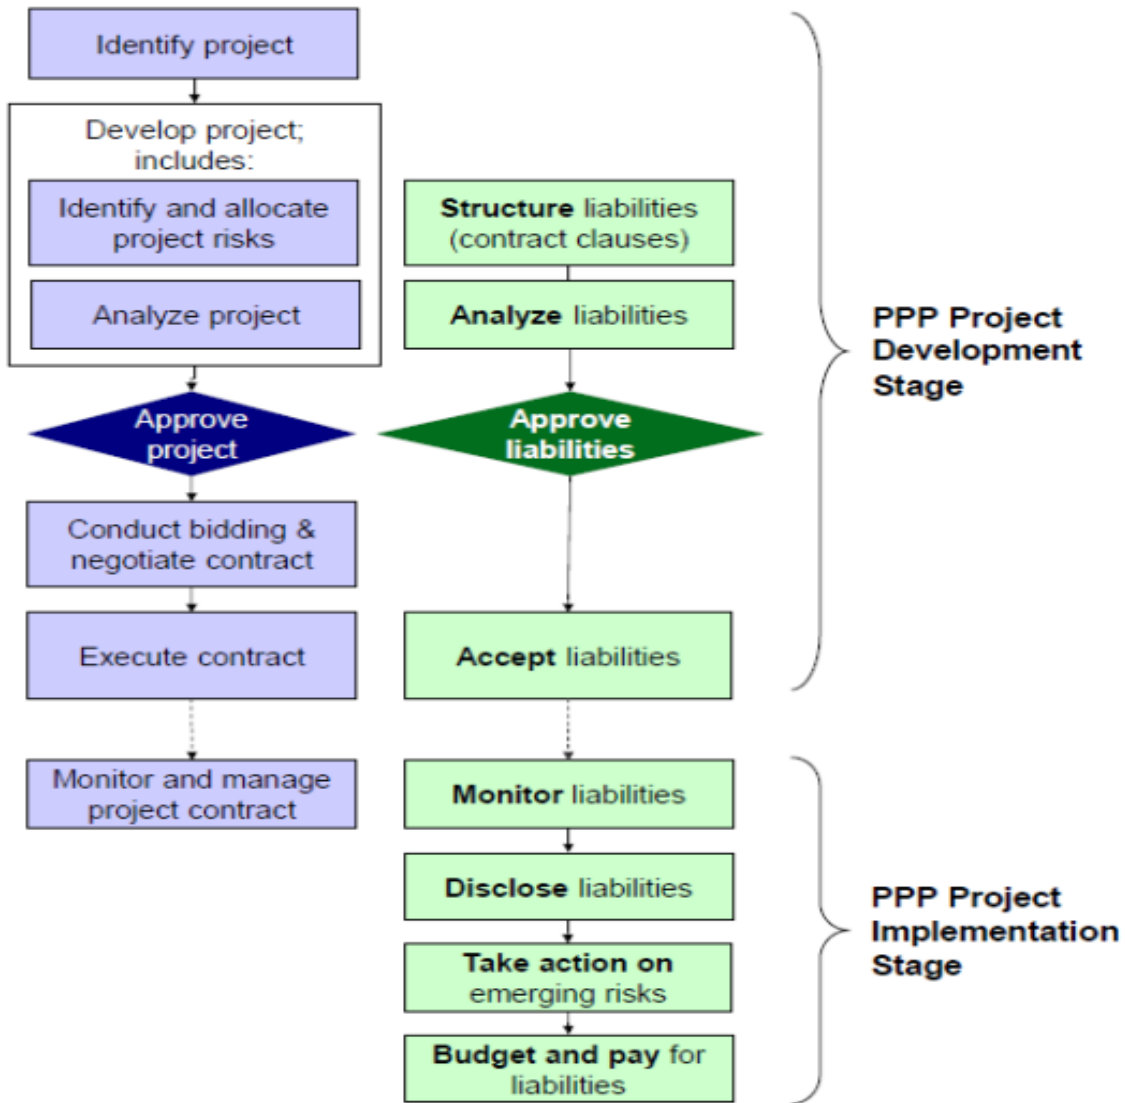 Identify project
Develop project;
includes:
Identify and allocate
project risks
Analyze project
Approve
project
Conduct bidding &
negotiate contract
Execute contract
Monitor and manage
project contract
Structure liabilities
(contract clauses)
Analyze liabilities
Approve
liabilities
Accept liabilities
Monitor liabilities
Disclose liabilities
Take action on
emerging risks
Budget and pay for
liabilities
PPP Project
Development
Stage
PPP Project
Implementation
Stage